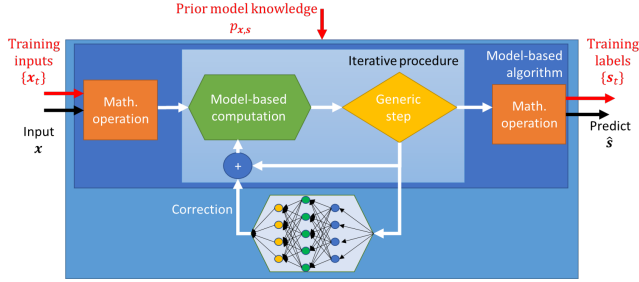 Prior model knowledge
p_{x,s}
Training
inputs
{x_t}
Training
labels
{s_t}
Iterative procedure
Model-based
algorithm
Math.
operation
Model-based
computation
Generic
step
Math.
operation
Input
x
Predict
ŝ
+
Correction